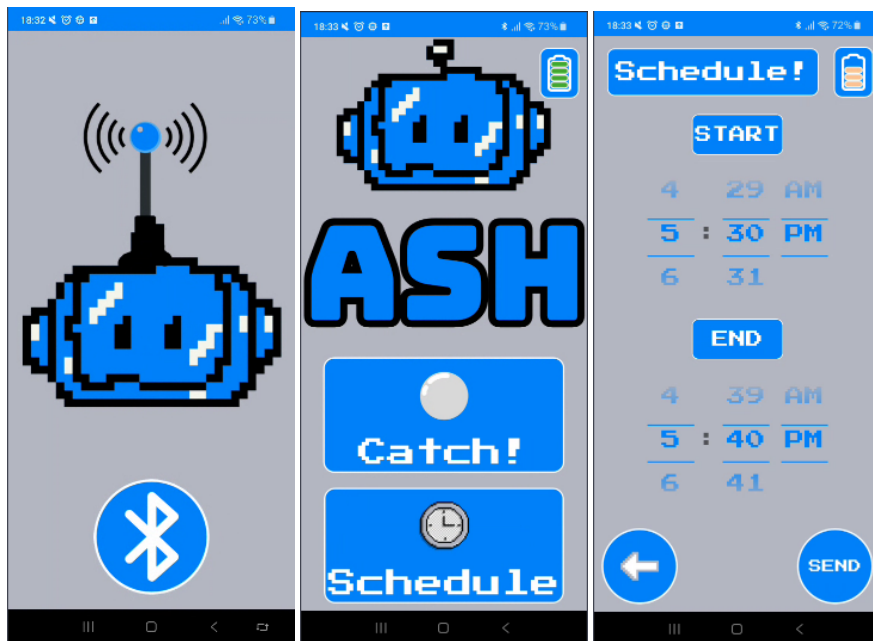 18:32
73%
18:33
73%
ASH
Catch!
Schedule
18:33
72%
Schedule!
START
4 29 AM
5 : 30 PM
6 31
END
4 39 AM
5 : 40 PM
6 41
SEND